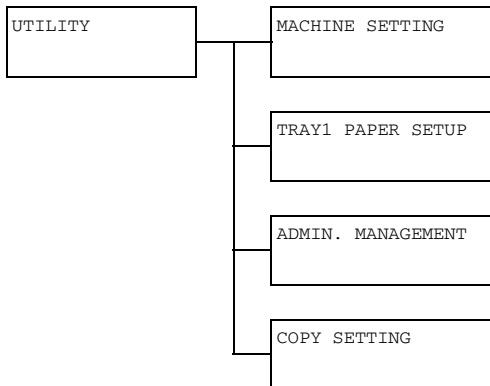 UTILITY
MACHINE SETTING
TRAY1 PAPER SETUP
ADMIN. MANAGEMENT
COPY SETTING